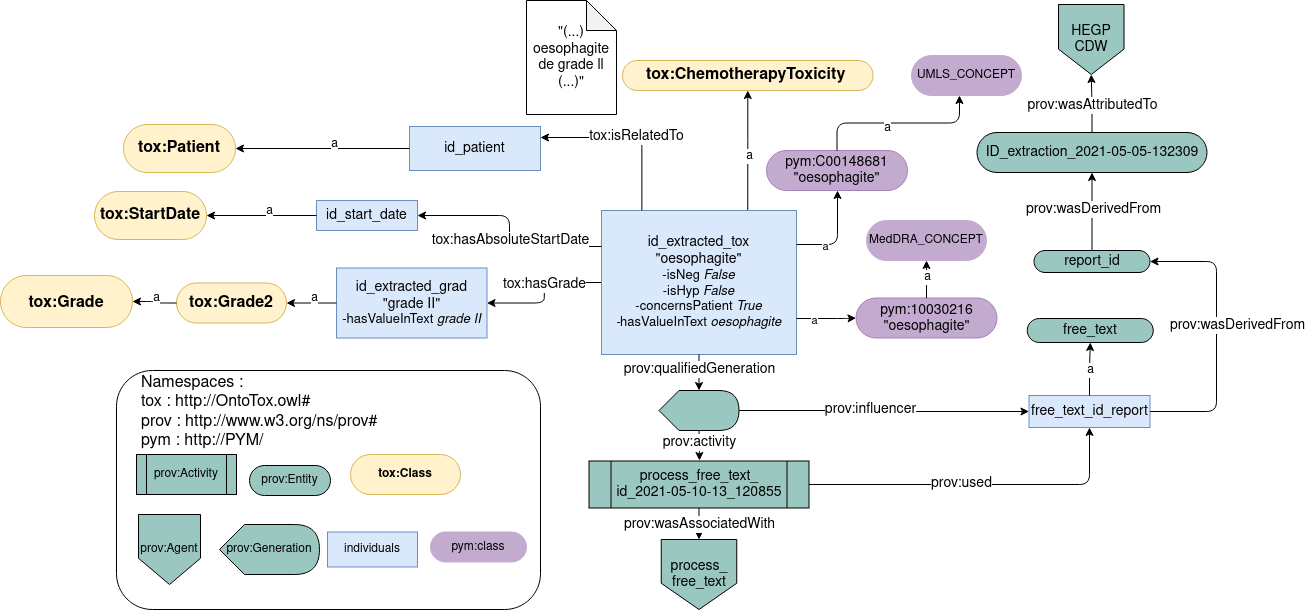 "(...)
oesophagite
de grade II
(...)"
tox:ChemotherapyToxicity
UMLS_CONCEPT
HEGP
CDW
prov:wasAttributedTo
a
tox:isRelatedTo
tox:Patient
a
id_patient
a
pym:C00148681
"oesophagite"
ID_extraction_2021-05-05-132309
tox:StartDate
a
id_start_date
tox:hasAbsoluteStartDate
prov:wasDerivedFrom
id_extracted_tox
"oesophagite"
-isNeg False
-isHyp False
-concernsPatient True
-hasValueInText oesophagite
a
MedDRA_CONCEPT
a
report_id
tox:Grade
a
tox:Grade2
a
id_extracted_grad
"grade II"
-hasValueInText grade II
tox:hasGrade
a
pym:10030216
"oesophagite"
free_text
prov:wasDerivedFrom
a
prov:qualifiedGeneration
prov:influencer
free_text_id_report
prov:activity
process_free_text_
id_2021-05-10-13_120855
prov:used
prov:wasAssociatedWith
process_
free_text
Namespaces :
tox : http://OntoTox.owl#
prov : http://www.w3.org/ns/prov#
pym : http://PYM/
prov:Activity
prov:Entity
tox:Class
prov:Agent
prov:Generation
individuals
pym:class